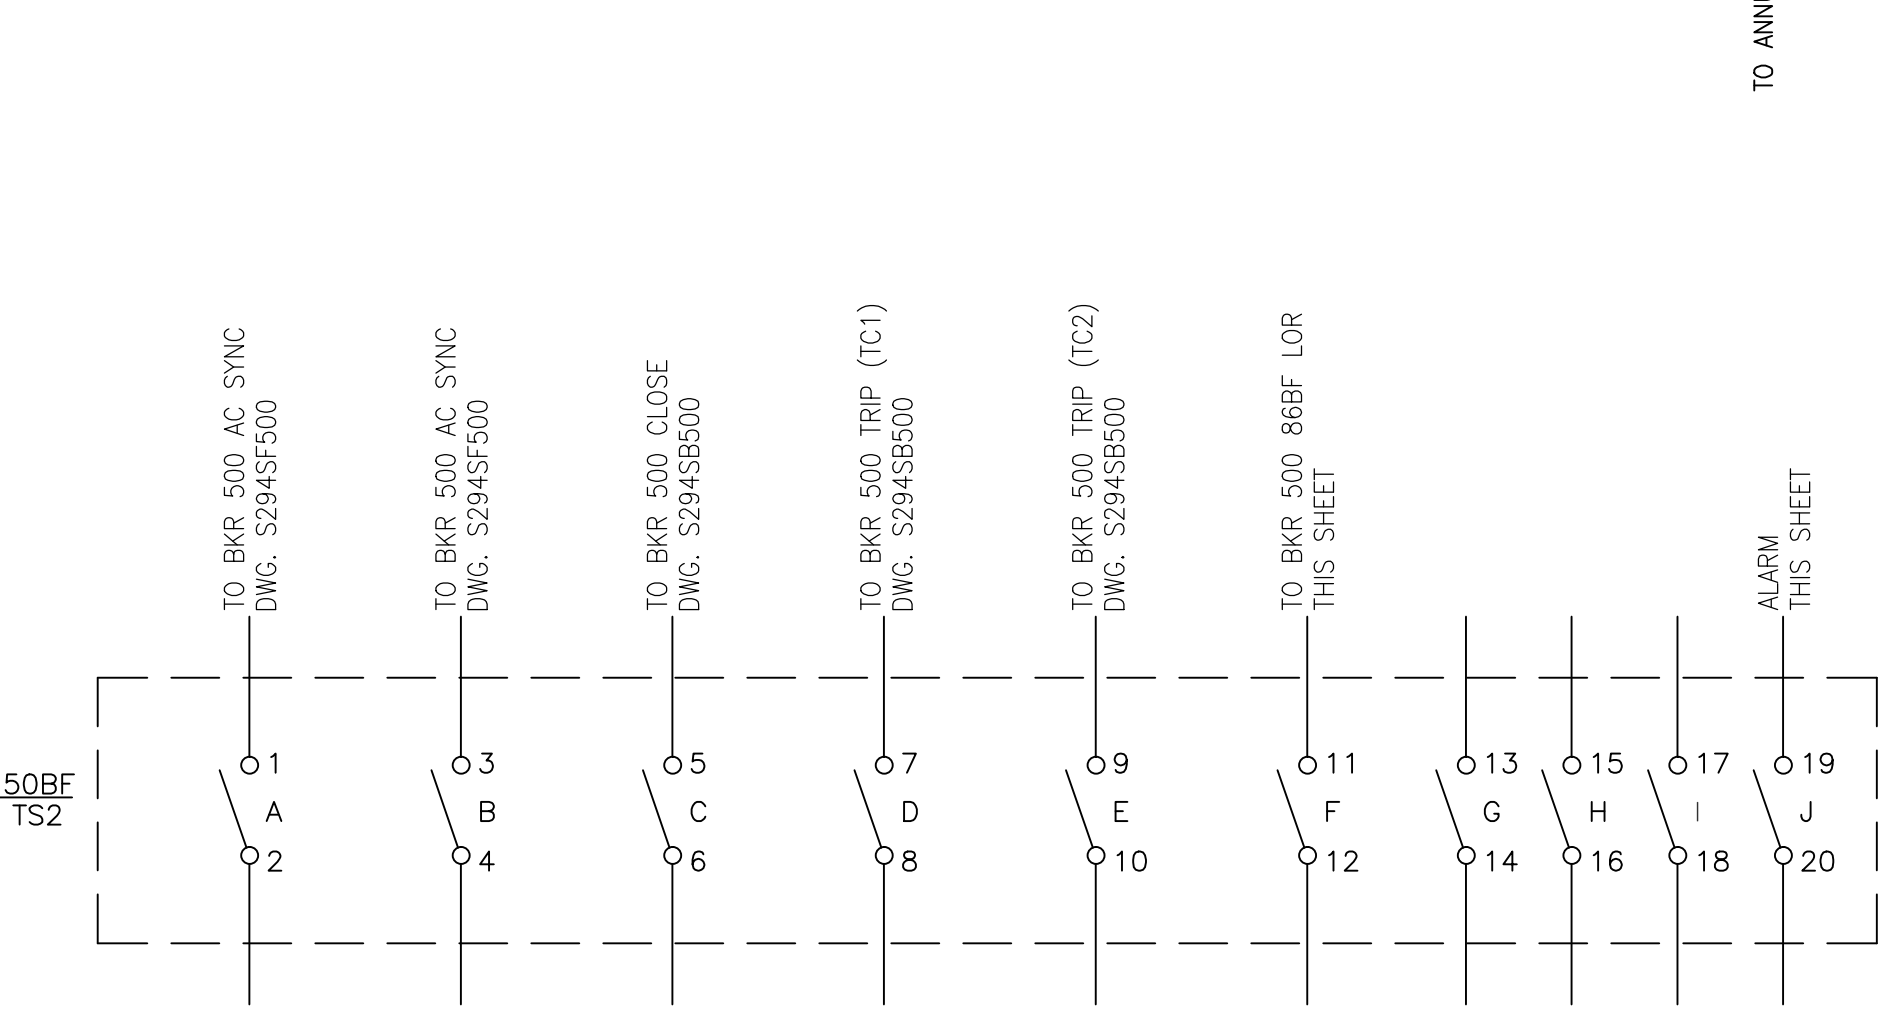 TO
TO BKR 500 AC SYNC
DWG. S294SF500
TO BKR 500 AC SYNC
DWG. S294SF500
TO BKR 500 CLOSE
DWG. S294SB500
TO BKR 500 TRIP (TC1)
DWG. S294SB500
TO BKR 500 TRIP (TC2)
DWG. S294SB500
TO BKR 500 86BF LOR
THIS SHEET
ALARM
THIS SHEET
50BF
TS2
1
A
2
3
B
4
5
C
6
7
D
8
9
E
10
11
F
12
13
G
14
15
H
16
17
I
18
19
J
20